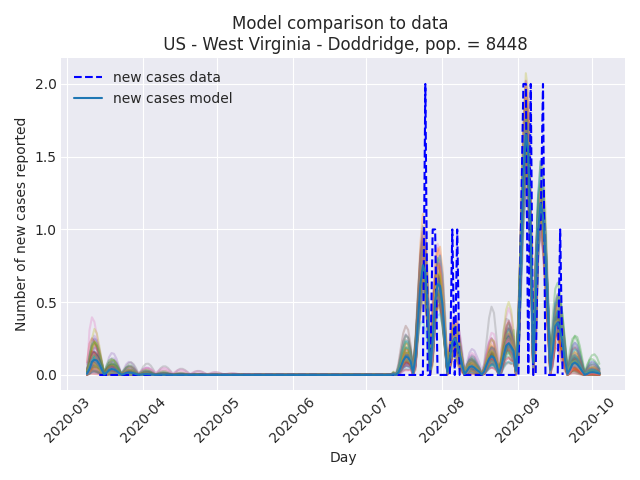 Model comparison to data
US - West Virginia - Doddridge, pop. = 8448
new cases data
new cases model
Number of new cases reported
2.0
1.5
1.0
0.5
0.0
2020-03
2020-04
2020-05
2020-06
2020-07
2020-08
2020-09
2020-10
Day